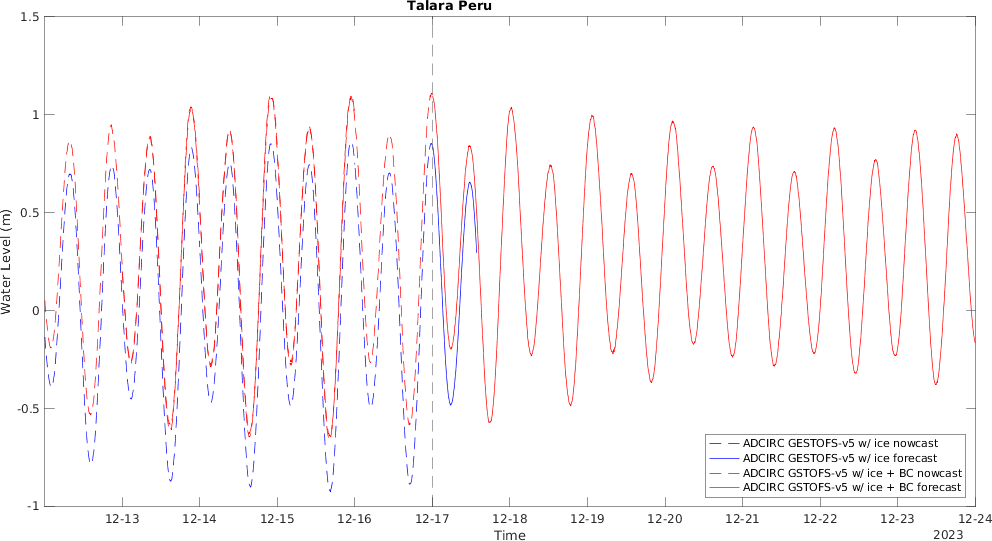 Talara Peru
1.5
1
0.5
0
-0.5
-1
Water Level (m)
ADCIRC GESTOFS-v5 w/ ice nowcast
ADCIRC GESTOFS-v5 w/ ice forecast
ADCIRC GSTOFS-v5 w/ ice + BC nowcast
ADCIRC GSTOFS-v5 w/ ice + BC forecast
12-13 12-14 12-15 12-16 12-17 12-18 12-19 12-20 12-21 12-22 12-23 12-24
Time
2023